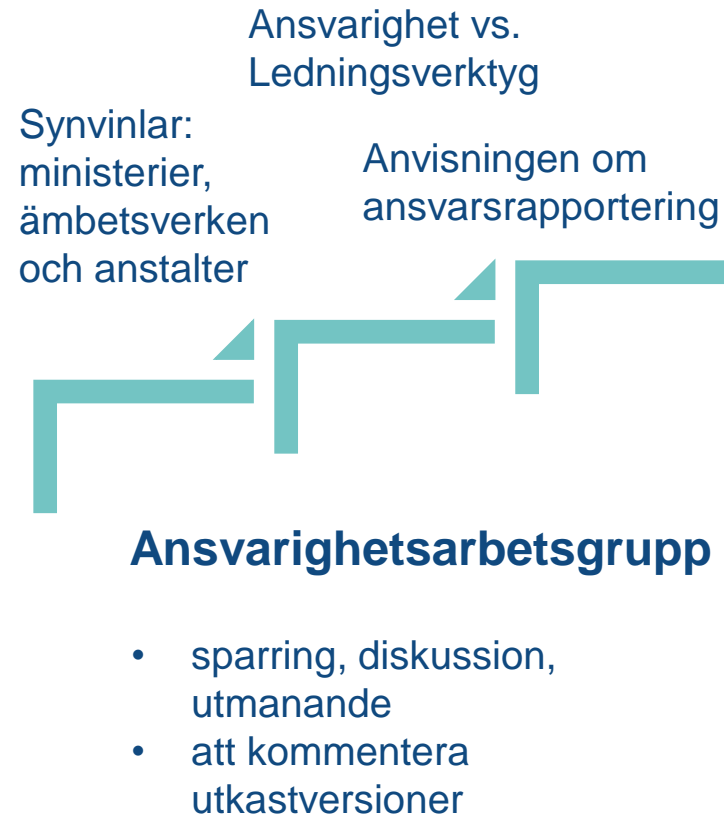 Ansvarighet vs.
Ledningsverktyg
Synvinlar:
ministerier,
ämbetsverken
och anstalter
Anvisningen om
ansvarsrapportering
Ansvarighetsarbetsgrupp
• sparring, diskussion,
utmanande
• att kommentera
utkastversioner